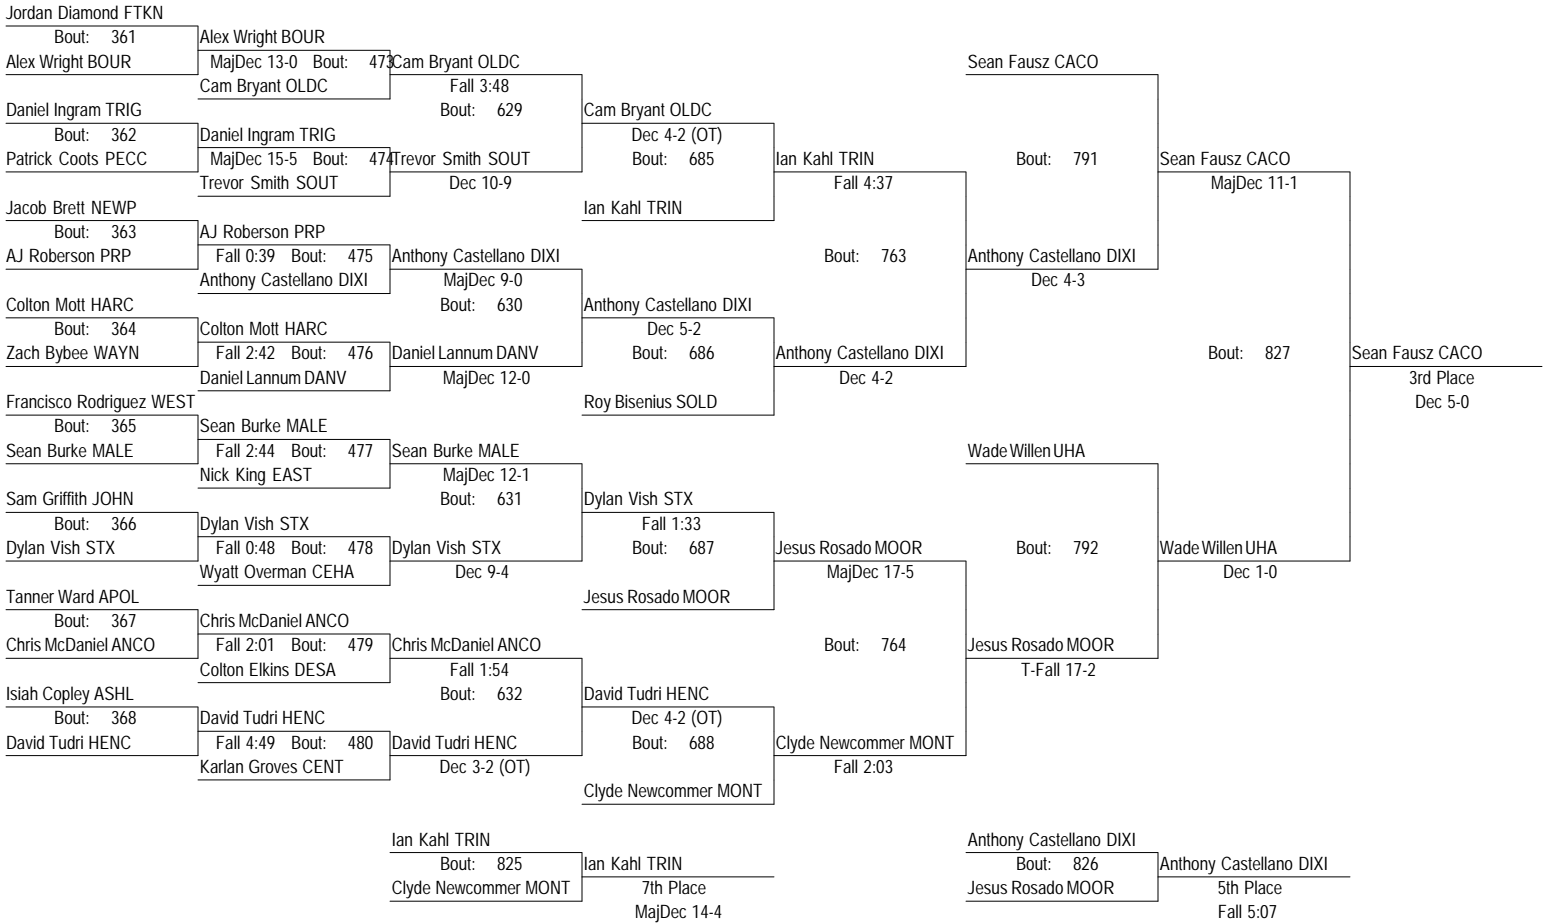 Jordan Diamond FTKN
Bout: 361
Alex Wright BOUR
Daniel Ingram TRIG
Bout: 362
Patrick Coots PECC
Jacob Brett NEWP
Bout: 363
AJ Roberson PRP
Colton Mott HARC
Bout: 364
Zach Bybee WAYN
Francisco Rodriguez WEST
Bout: 365
Sean Burke MALE
Sam Griffith JOHN
Bout: 366
Dylan Vish STX
Tanner Ward APOL
Bout: 367
Chris McDaniel ANCO
Isiah Copley ASHL
Bout: 368
David Tudri HENC
Alex Wright BOUR
MajDec 13-0 Bout: 473
Cam Bryant OLDC
Daniel Ingram TRIG
MajDec 15-5 Bout: 474
Trevor Smith SOUT
AJ Roberson PRP
Fall 0:39 Bout: 475
Anthony Castellano DIXI
Colton Mott HARC
Fall 2:42 Bout: 476
Daniel Lannum DANV
Sean Burke MALE
Fall 2:44 Bout: 477
Nick King EAST
Dylan Vish STX
Fall 0:48 Bout: 478
Wyatt Overman CEHA
Chris McDaniel ANCO
Fall 2:01 Bout: 479
Colton Elkins DESA
David Tudri HENC
Fall 4:49 Bout: 480
Karlan Groves CENT
Cam Bryant OLDC
Fall 3:48
Bout: 629
Trevor Smith SOUT
Dec 10-9
Anthony Castellano DIXI
MajDec 9-0
Bout: 630
Daniel Lannum DANV
MajDec 12-0
Sean Burke MALE
MajDec 12-1
Bout: 631
Dylan Vish STX
Dec 9-4
Chris McDaniel ANCO
Fall 1:54
Bout: 632
David Tudri HENC
Dec 3-2 (OT)
Cam Bryant OLDC
Dec 4-2 (OT)
Bout: 685
Ian Kahl TRIN
Anthony Castellano DIXI
Dec 5-2
Bout: 686
Roy Bisenius SOLD
Dylan Vish STX
Fall 1:33
Bout: 687
Jesus Rosado MOOR
David Tudri HENC
Dec 4-2 (OT)
Bout: 688
Clyde Newcommer MONT
Ian Kahl TRIN
Fall 4:37
Bout: 763
Anthony Castellano DIXI
Dec 4-2
Jesus Rosado MOOR
MajDec 17-5
Bout: 764
Clyde Newcommer MONT
Fall 2:03
Sean Fausz CACO
Bout: 791
Anthony Castellano DIXI
Dec 4-3
Wade Willen UHA
Bout: 792
Jesus Rosado MOOR
T-Fall 17-2
Sean Fausz CACO
MajDec 11-1
Bout: 827
Wade Willen UHA
Dec 1-0
Sean Fausz CACO
3rd Place
Dec 5-0
Ian Kahl TRIN
Bout: 825
Clyde Newcommer MONT
Ian Kahl TRIN
7th Place
MajDec 14-4
Anthony Castellano DIXI
Bout: 826
Jesus Rosado MOOR
Anthony Castellano DIXI
5th Place
Fall 5:07